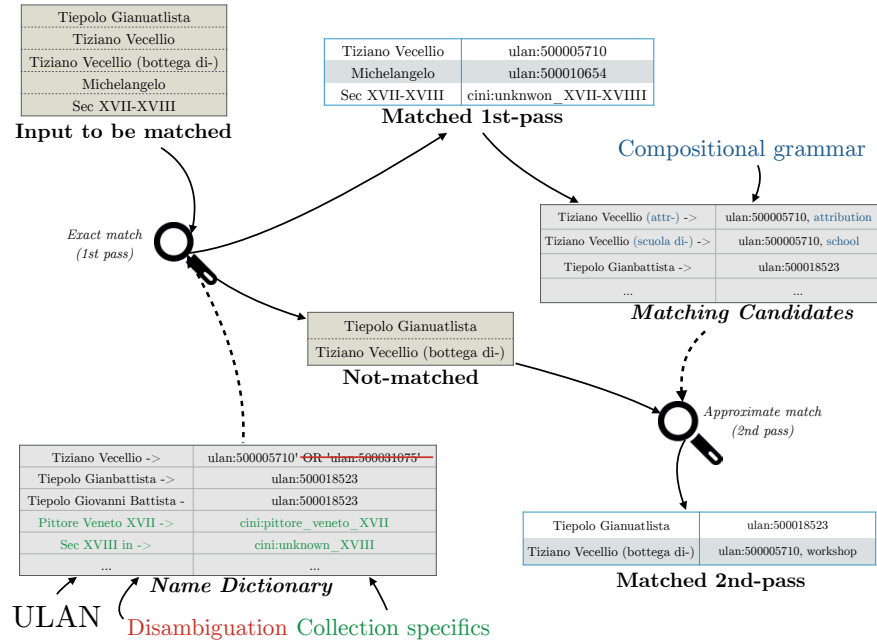 Tiepolo Gianuatlista
Tiziano Vecellio
Tiziano Vecellio (bottega di-)
Michelangelo
Sec XVII-XVIII
Input to be matched
Tiziano Vecellio ulan:500005710
Michelangelo ulan:500010654
Sec XVII-XVIII cini:unknwon_XVII-XVIIII
Matched 1st-pass
Compositional grammar
Tiziano Vecellio (attr-) -> ulan:500005710, attribution
Tiziano Vecellio (scuola di-) -> ulan:500005710, school
Tiepolo Gianbattista -> ulan:500018523
... ...
Matching Candidates
Exact match
(1st pass)
Tiepolo Gianuatlista
Tiziano Vecellio (bottega di-)
Not-matched
Approximate match
(2nd pass)
Tiziano Vecellio -> ulan:500005710' OR 'ulan:500031075'
Tiepolo Gianbattista -> ulan:500018523
Tiepolo Giovanni Battista - ulan:500018523
Pittore Veneto XVII -> cini:pittore_veneto_XVII
Sec XVIII in -> cini:unknown_XVIII
... ...
Name Dictionary
ULAN
Disambiguation
Collection specifics
Tiepolo Gianuatlista ulan:500018523
Tiziano Vecellio (bottega di-) ulan:500005710, workshop
Matched 2nd-pass